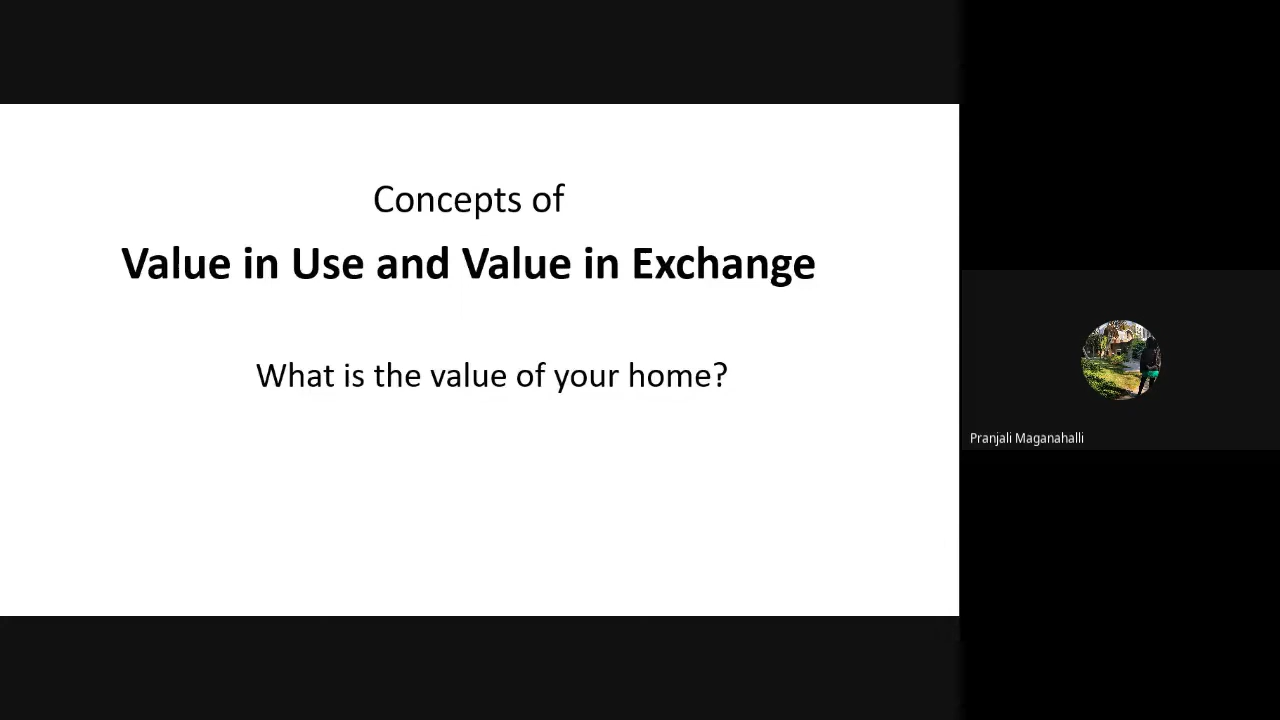 Concepts of
Value in Use and Value in Exchange
What is the value of your home?
Pranjali Maganahalli